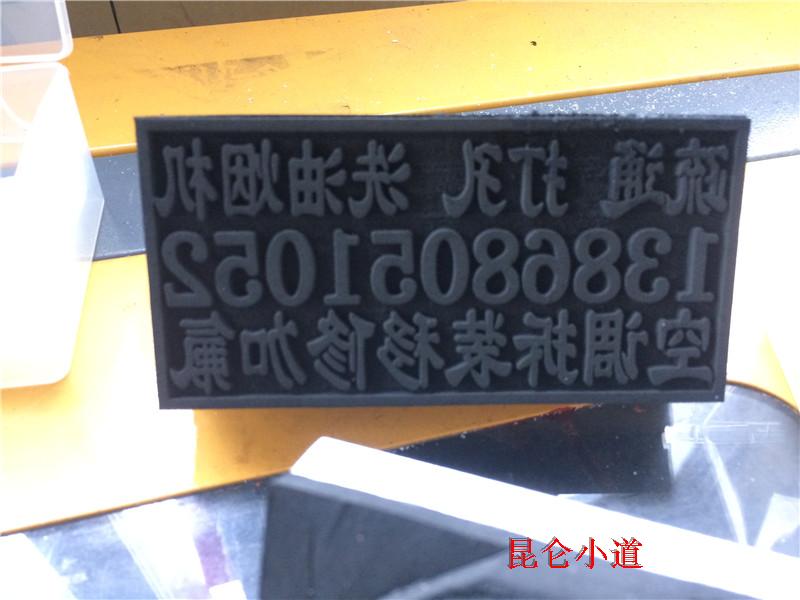 疏通 打孔 洗油烟机
13868051052
空调拆装移修加氟
昆仑小道